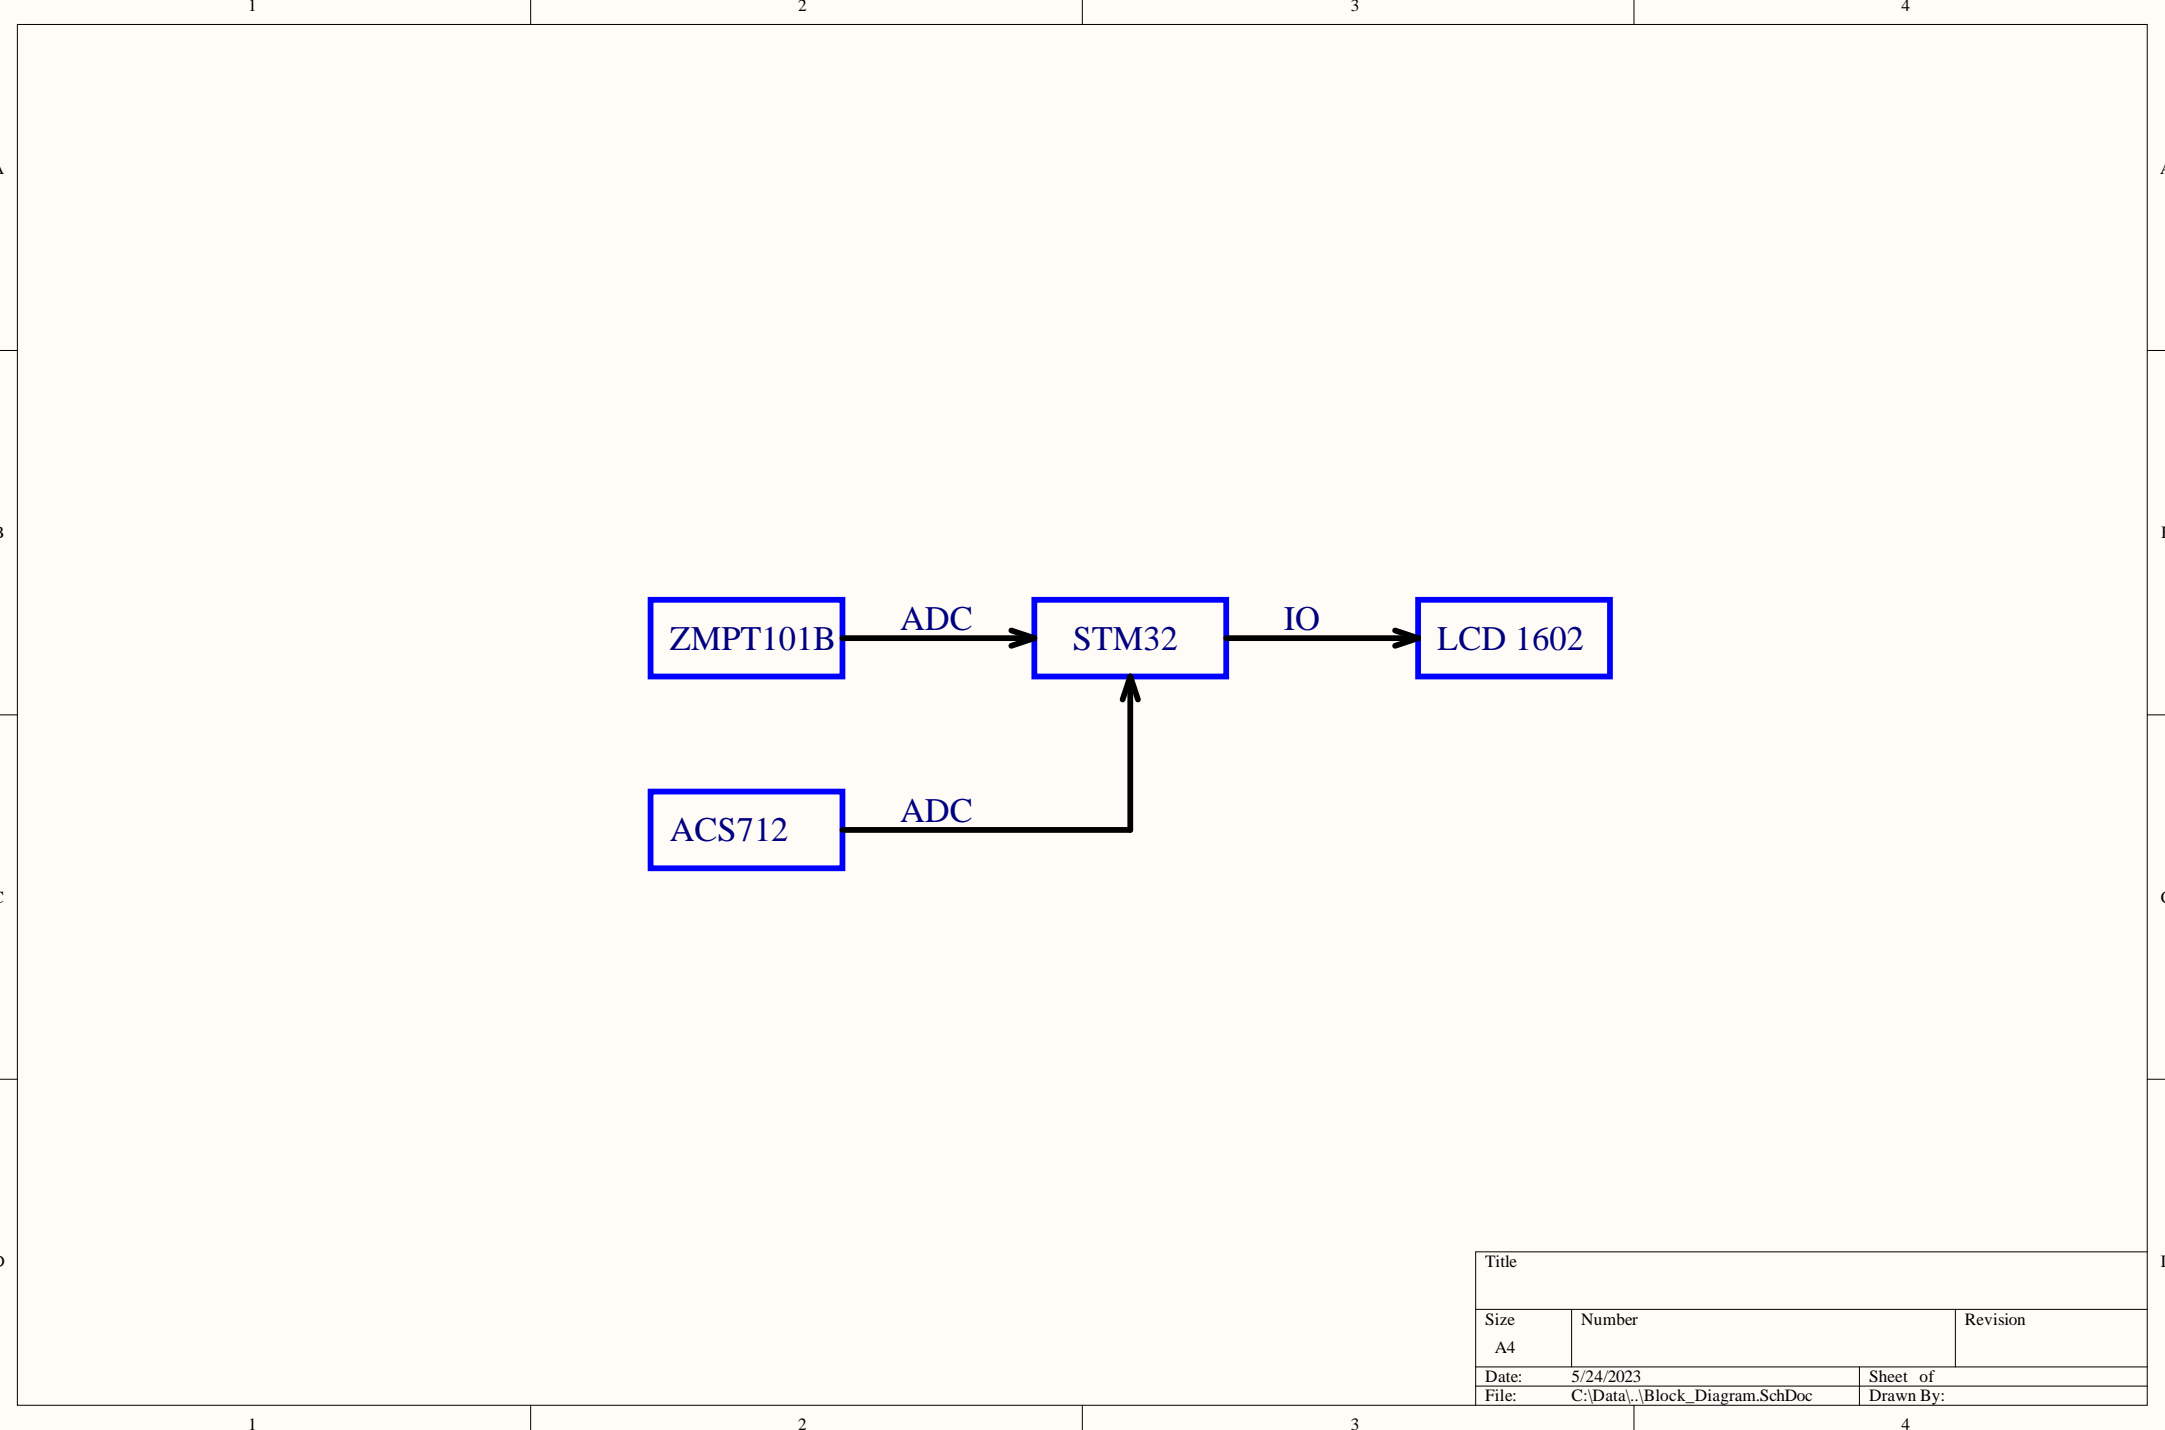 1 2 3 4
A A
B
ADC IO
ZMPT101B STM32 LCD 1602
ADC
ACS712
C
Title
Size Number Revision
A4
Date: 5/24/2023 Sheet of
File: C:\Data\..\Block_Diagram.SchDoc Drawn By:
1 2 3 4